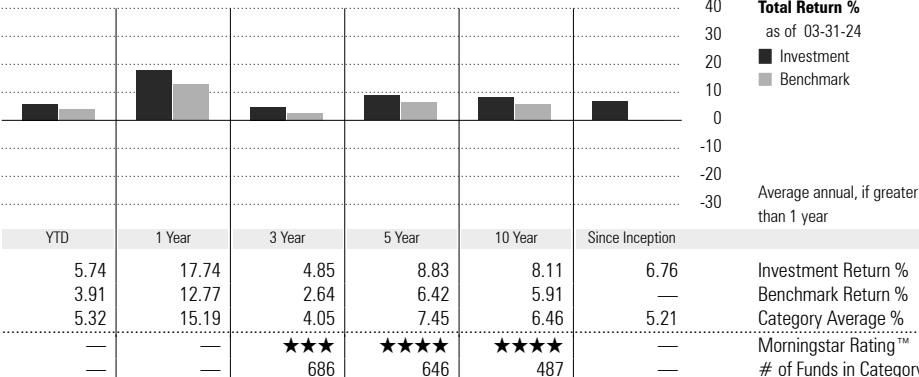 40
Total Return %
30
as of 03-31-24
20
Investment
10
Benchmark
0
-10
-20
-30
Average annual, if greater
than 1 year
YTD 1 Year 3 Year 5 Year 10 Year Since Inception
5.74 17.74 4.85 8.83 8.11 6.76 Investment Return %
3.91 12.77 2.64 6.42 5.91 — Benchmark Return %
5.32 15.19 4.05 7.45 6.46 5.21 Category Average %
— — ★★★ ★★★★ ★★★★ — Morningstar Rating™
— — 686 646 487 — # of Funds in Category